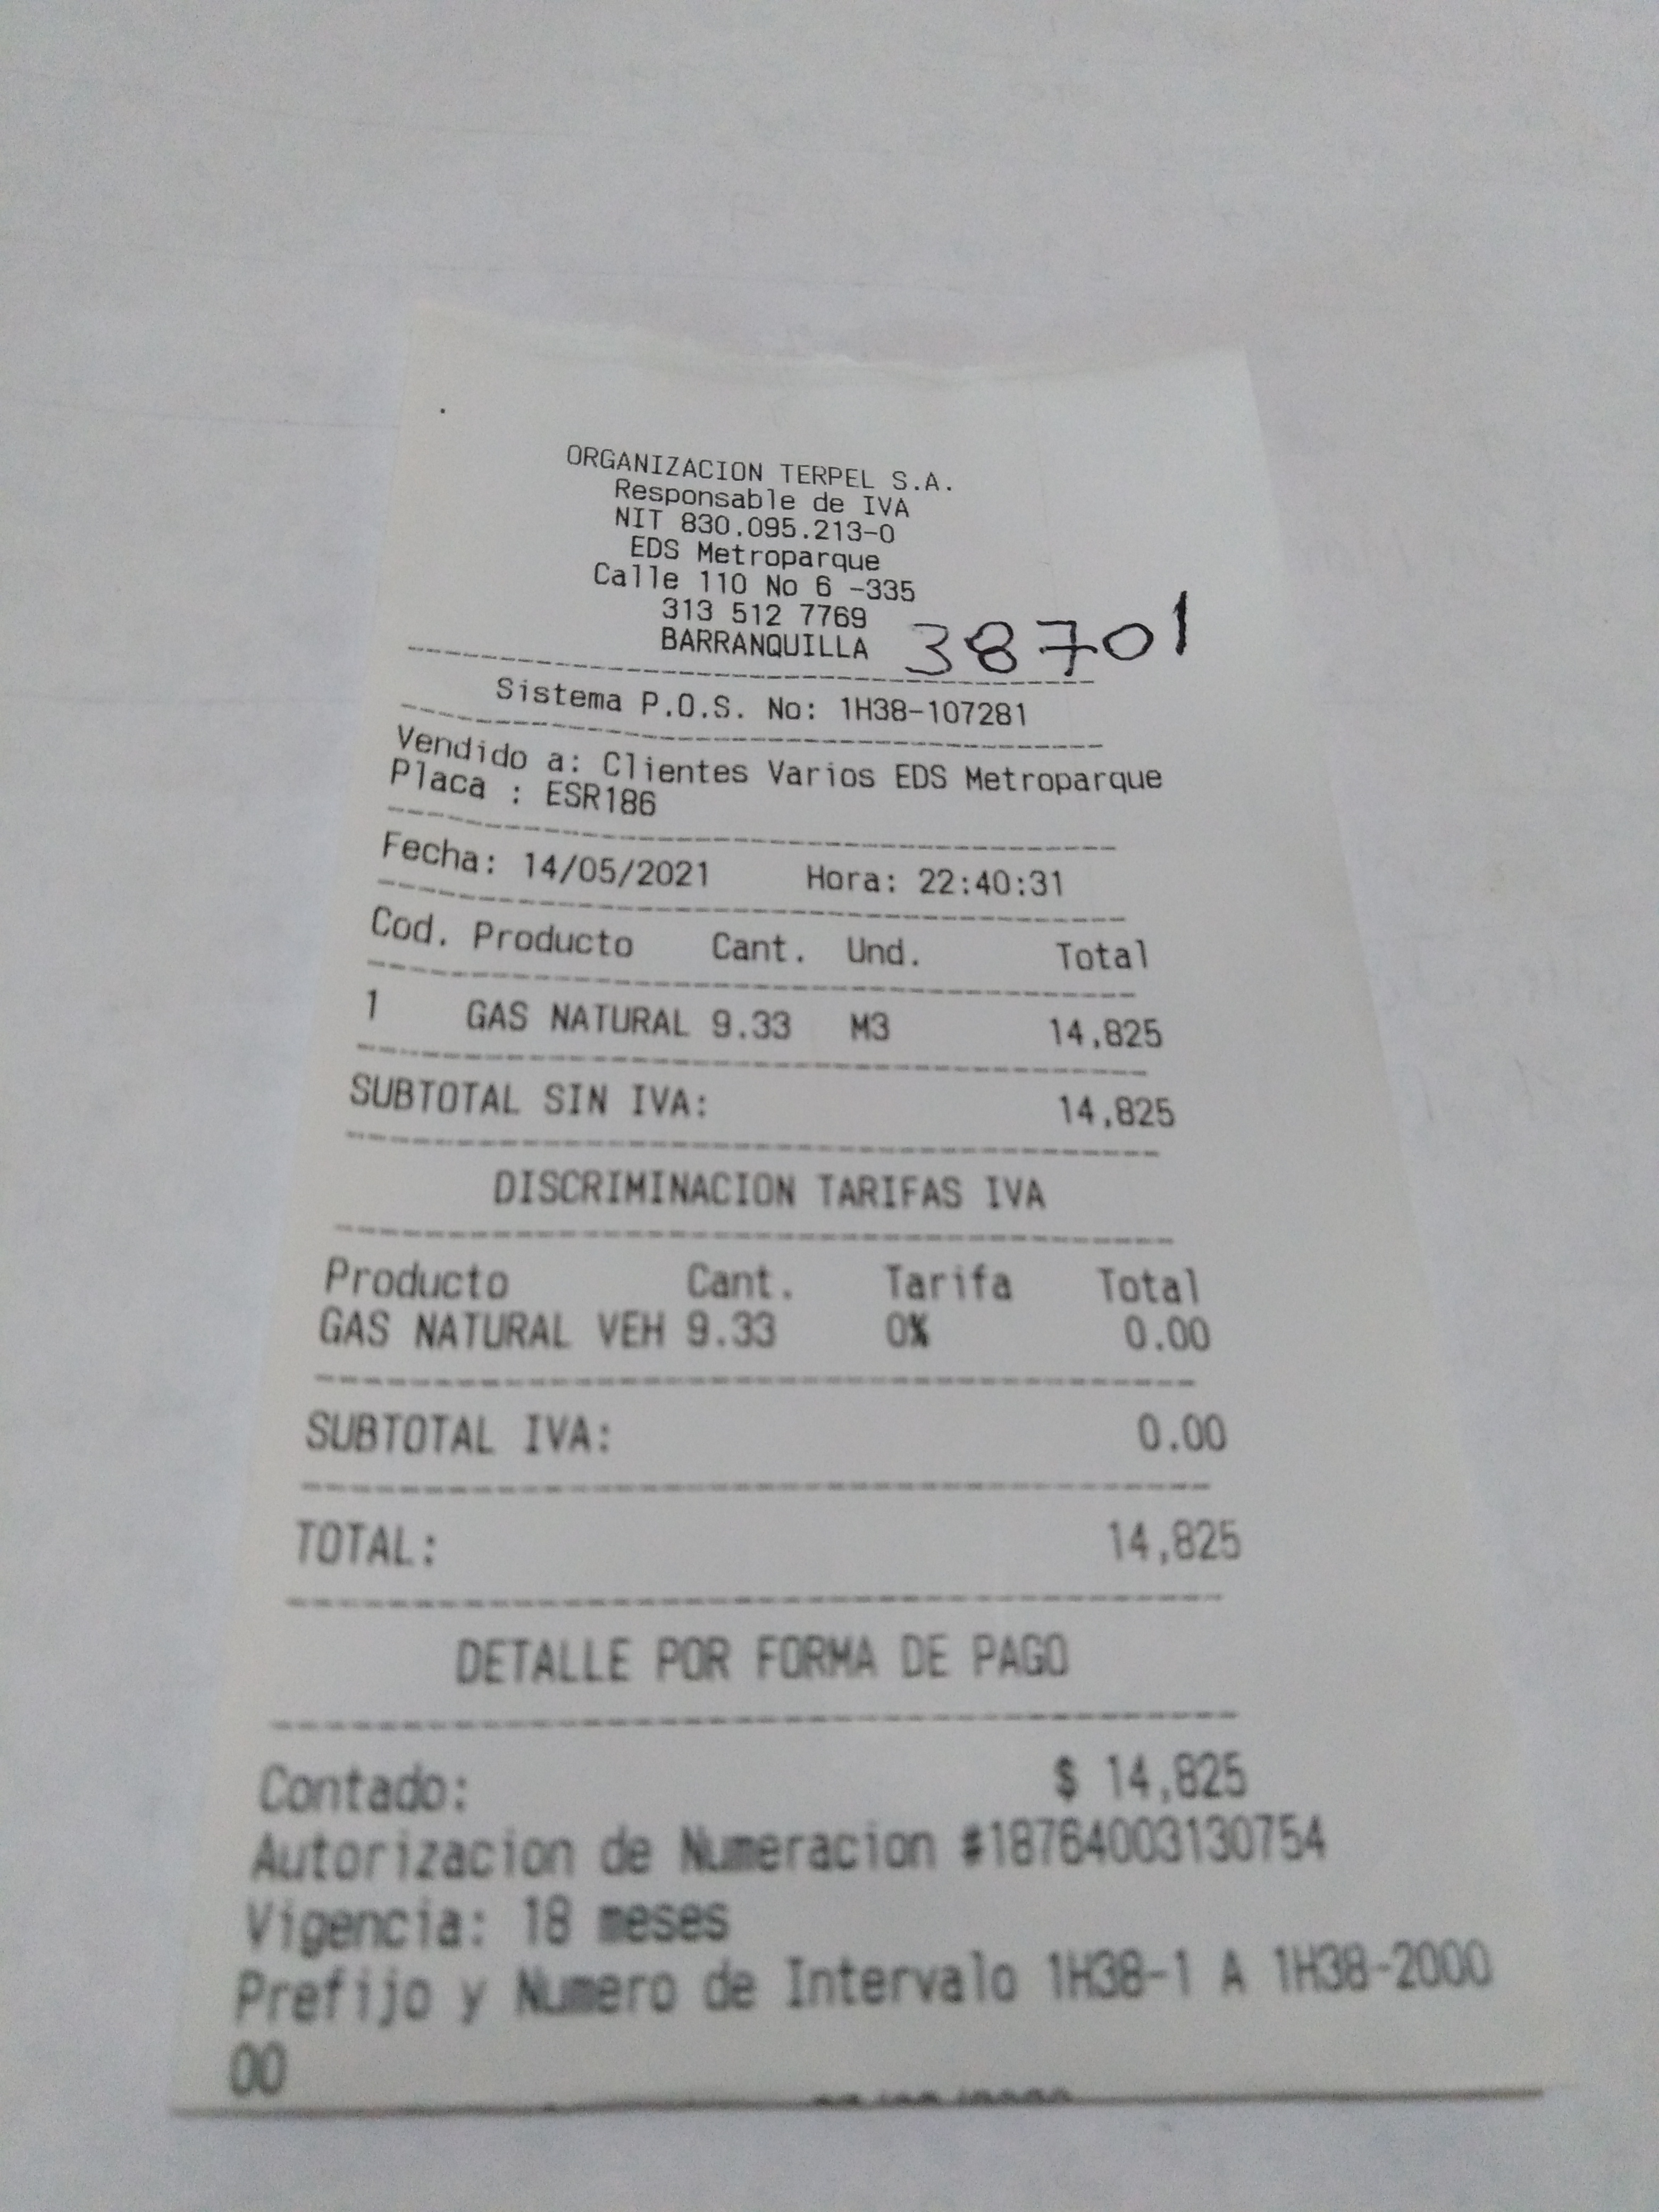 ORGANIZACION TERPEL S.A.
Responsable de IVA
NIT 830.095.213-0
EDS Metroparque
Calle 110 No 6 -335
313 512 7769
BARRANQUILLA 38701
Sistema P.O.S. No: 1H38-107281
Vendido a: Clientes Varios EDS Metroparque
Placa : ESR186
Fecha: 14/05/2021 Hora: 22:40:31
Cod. Producto Cant. Und. Total
1 GAS NATURAL 9.33 M3 14,825
SUBTOTAL SIN IVA: 14,825
DISCRIMINACION TARIFAS IVA
Producto Cant. Tarifa Total
GAS NATURAL VEH 9.33 0% 0.00
SUBTOTAL IVA: 0.00
TOTAL: 14,825
DETALLE POR FORMA DE PAGO
Contado: $ 14,825
Autorizacion de Numeracion #18764003130754
Vigencia: 18 meses
Prefijo y Numero de Intervalo 1H38-1 A 1H38-2000
00